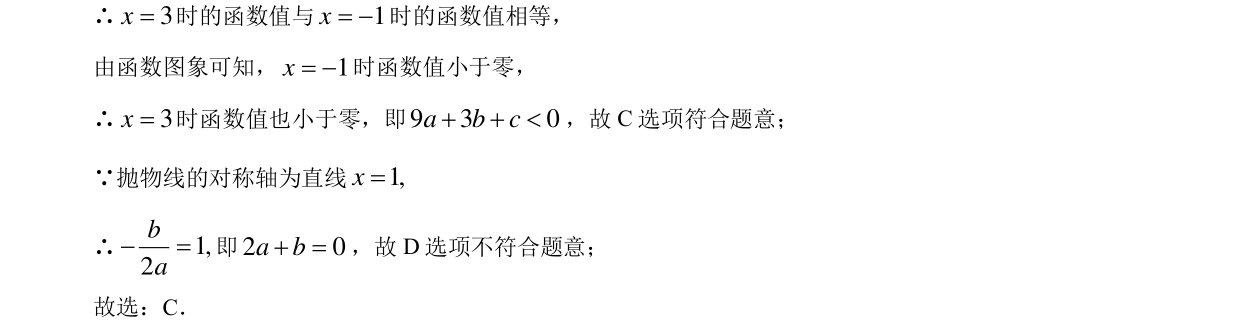 ∴ x = 3时的函数值与x = −1时的函数值相等，
由函数图象可知， x = −1时函数值小于零，
∴ x = 3时函数值也小于零，即9a + 3b + c < 0 ，故 C 选项符合题意；
∵抛物线的对称轴为直线x = 1,
∴ −b/2a = 1, 即 2a + b = 0 ，故 D 选项不符合题意；
故选：C．